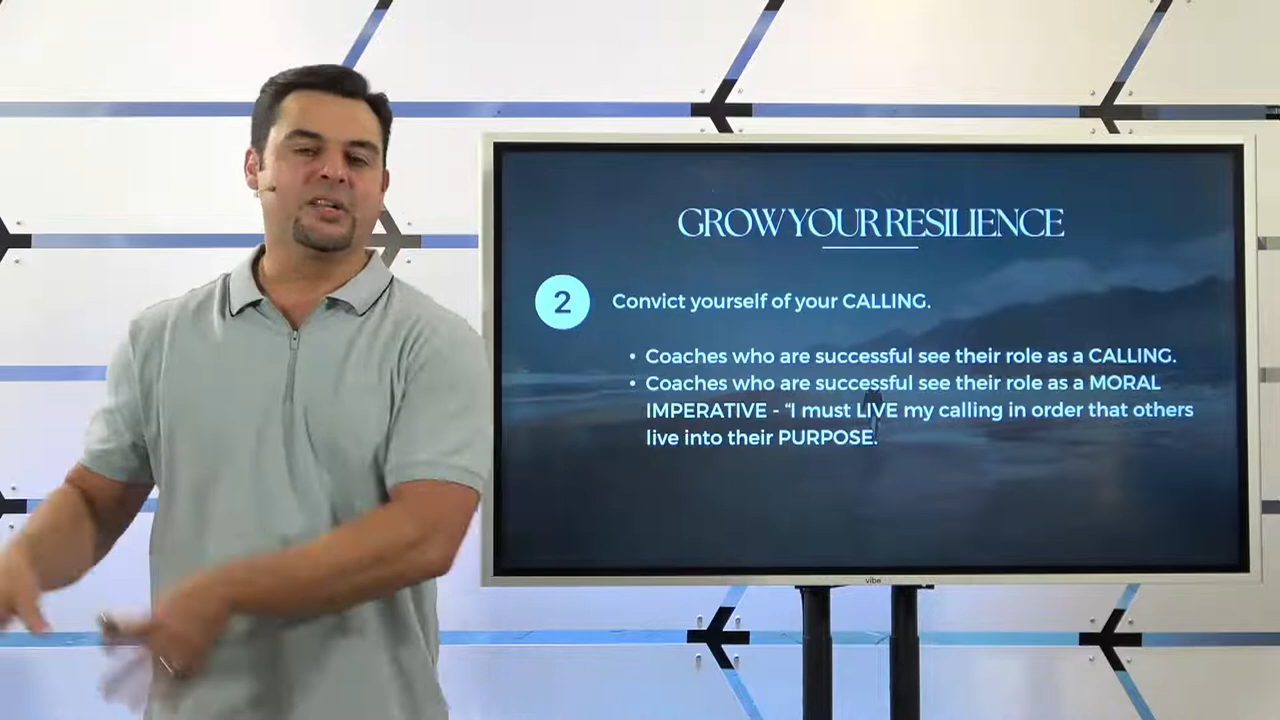 GROW YOUR RESILIENCE
2
Convict yourself of your CALLING.
• Coaches who are successful see their role as a CALLING.
• Coaches who are successful see their role as a MORAL
IMPERATIVE - “I must LIVE my calling in order that others
live into their PURPOSE.
vibe